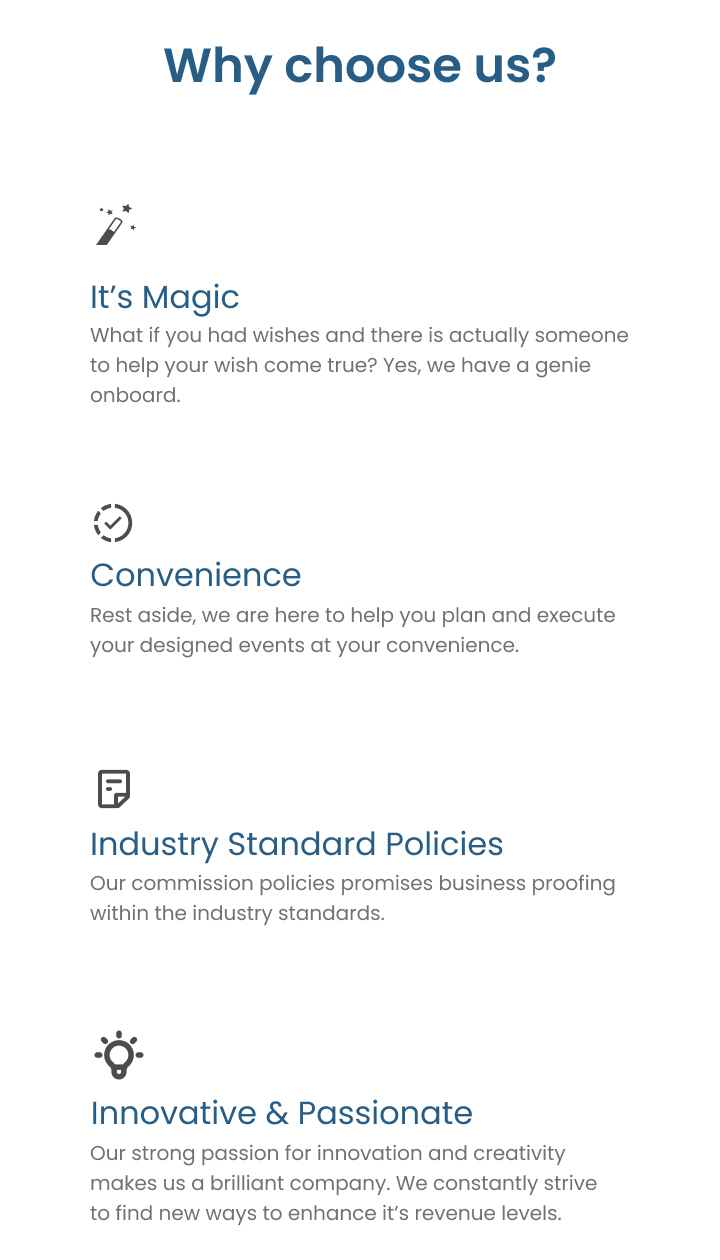 Why choose us?
It’s Magic
What if you had wishes and there is actually someone
to help your wish come true? Yes, we have a genie
onboard.
Convenience
Rest aside, we are here to help you plan and execute
your designed events at your convenience.
Industry Standard Policies
Our commission policies promises business proofing
within the industry standards.
Innovative & Passionate
Our strong passion for innovation and creativity
makes us a brilliant company. We constantly strive
to find new ways to enhance it’s revenue levels.